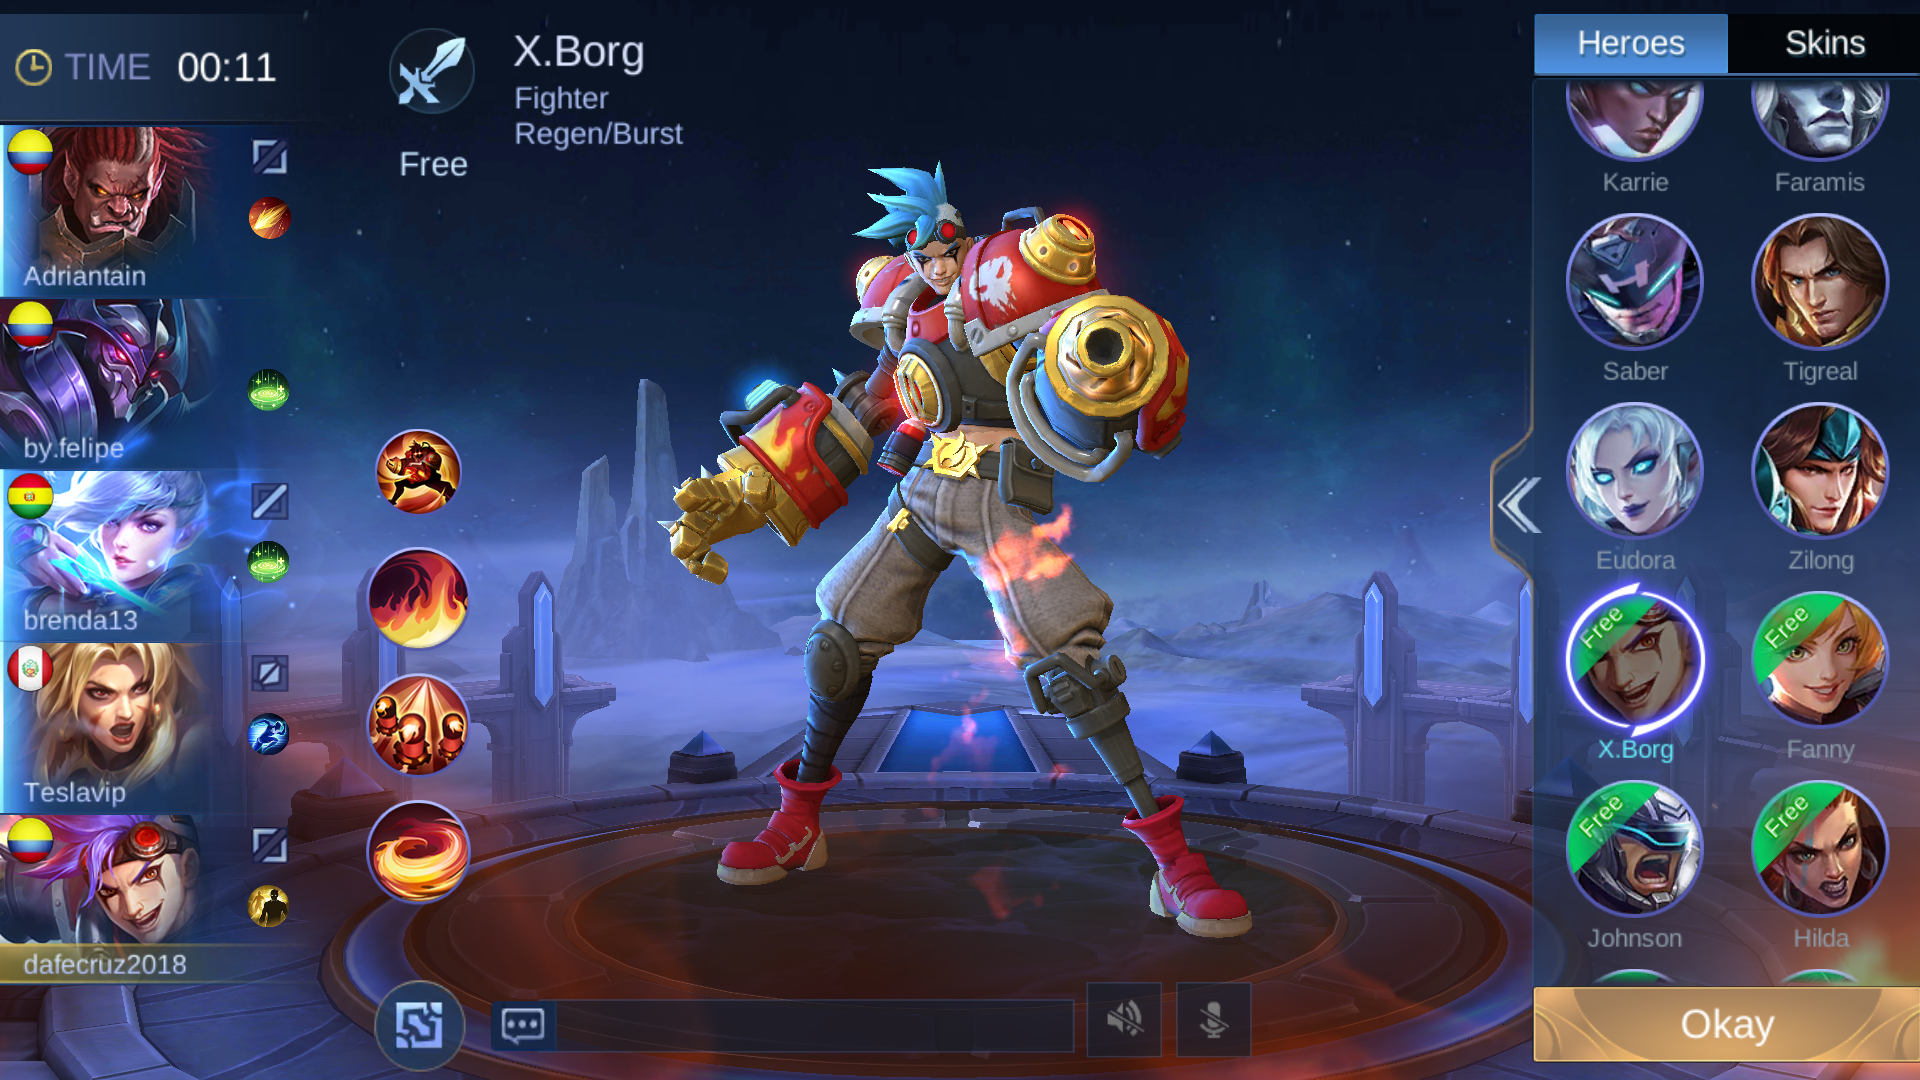 TIME 00:11
X.Borg
Fighter
Regen/Burst
Free
Adriantain
by.felipe
brenda13
Teslavip
dafecruz2018
Heroes Skins
Karrie Faramis
Saber Tigreal
Eudora Zilong
Free Free
X.Borg Fanny
Free Free
Johnson Hilda
Okay